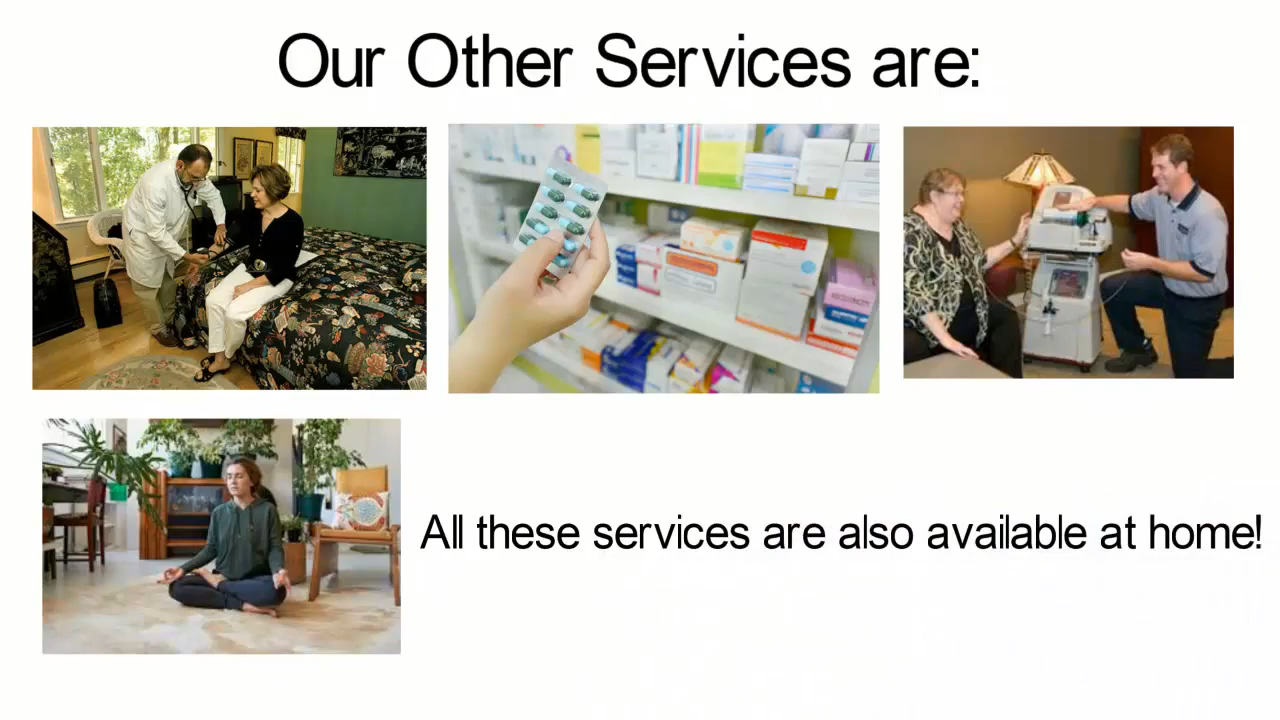 Our Other Services are:
All these services are also available at home!